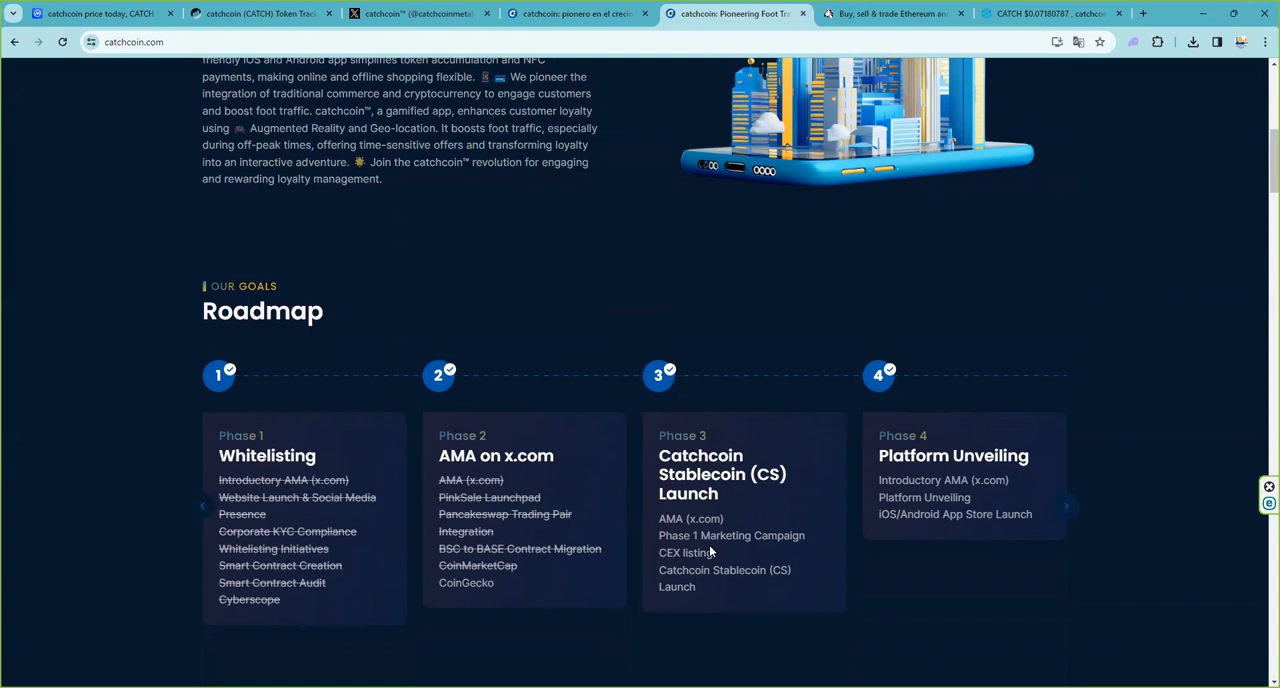 catchcoin price today, CATCH
catchcoin (CATCH) Token Track
catchcoin™ (@catchcoinmeta
catchcoin: pionero en el crecin
catchcoin: Pioneering Foot Tra
Buy, sell & trade Ethereum and
CATCH $0.07180787 , catchcoi
catchcoin.com
friendly iOS and Android app simplifies token accumulation and NFC
payments, making online and offline shopping flexible. We pioneer the
integration of traditional commerce and cryptocurrency to engage customers
and boost foot traffic. catchcoin™, a gamified app, enhances customer loyalty
using Augmented Reality and Geo-location. It boosts foot traffic, especially
during off-peak times, offering time-sensitive offers and transforming loyalty
into an interactive adventure. Join the catchcoin™ revolution for engaging
and rewarding loyalty management.
OUR GOALS
Roadmap
1
2
3
4
Phase 1
Whitelisting
Introductory AMA (x.com)
Website Launch & Social Media
Presence
Corporate KYC Compliance
Whitelisting Initiatives
Smart Contract Creation
Smart Contract Audit
Cyberscope
Phase 2
AMA on x.com
AMA (x.com)
PinkSale Launchpad
Pancakeswap Trading Pair
Integration
BSC to BASE Contract Migration
CoinMarketCap
CoinGecko
Phase 3
Catchcoin
Stablecoin (CS)
Launch
AMA (x.com)
Phase 1 Marketing Campaign
CEX listing
Catchcoin Stablecoin (CS)
Launch
Phase 4
Platform Unveiling
Introductory AMA (x.com)
Platform Unveiling
iOS/Android App Store Launch